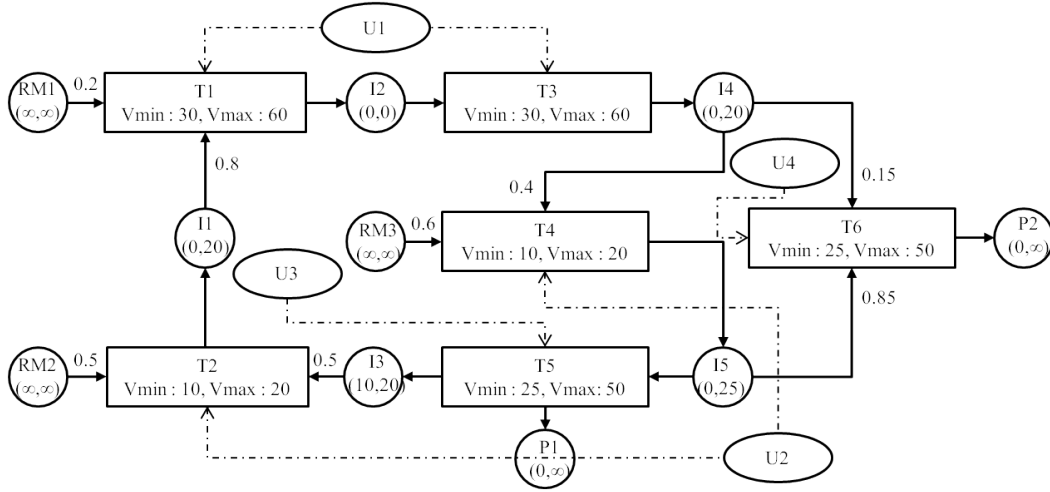 U1
RM1
(∞,∞)
0.2
T1
Vmin : 30, Vmax : 60
I2
(0,0)
T3
Vmin : 30, Vmax : 60
I4
(0,20)
0.8
U4
0.4
0.15
I1
(0,20)
RM3
(∞,∞)
0.6
T4
Vmin : 10, Vmax : 20
T6
Vmin : 25, Vmax : 50
P2
(0,∞)
U3
0.85
RM2
(∞,∞)
0.5
T2
Vmin : 10, Vmax : 20
0.5
I3
(10,20)
T5
Vmin : 25, Vmax: 50
I5
(0,25)
P1
(0,∞)
U2